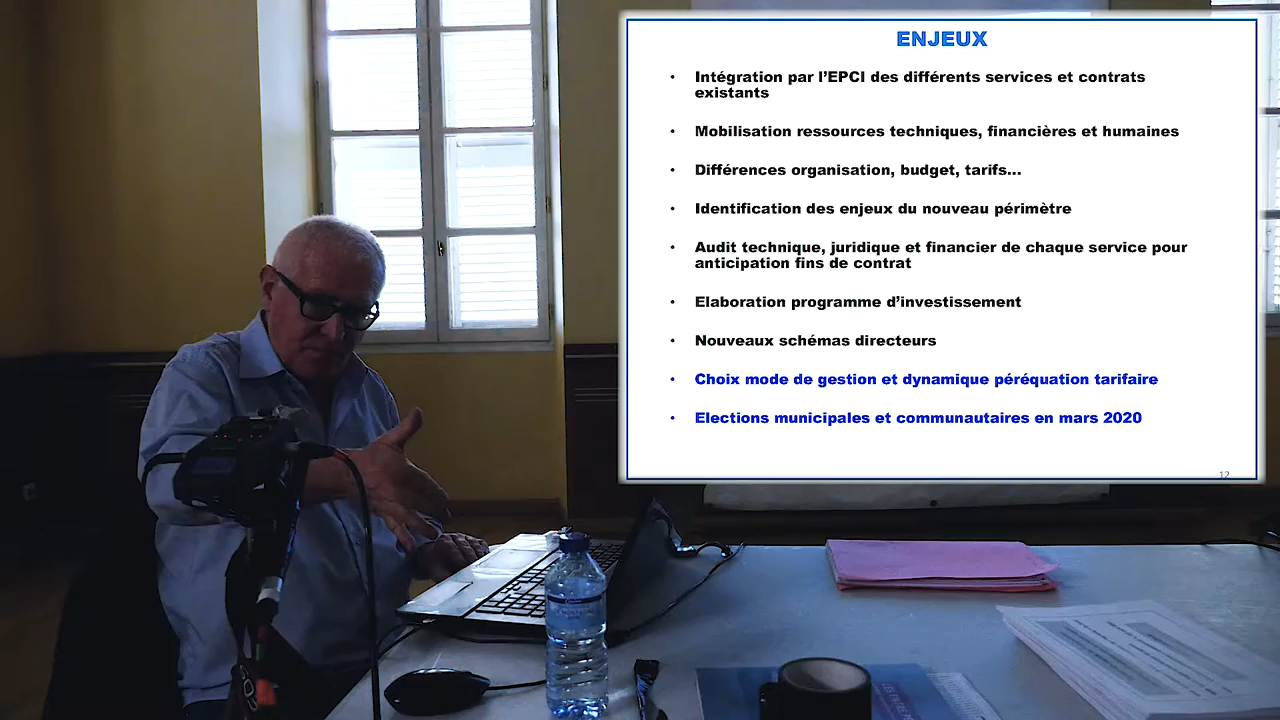 ENJEUX
• Intégration par l’EPCI des différents services et contrats
existants
• Mobilisation ressources techniques, financières et humaines
• Différences organisation, budget, tarifs...
• Identification des enjeux du nouveau périmètre
• Audit technique, juridique et financier de chaque service pour
anticipation fins de contrat
• Elaboration programme d’investissement
• Nouveaux schémas directeurs
• Choix mode de gestion et dynamique péréquation tarifaire
• Elections municipales et communautaires en mars 2020
12